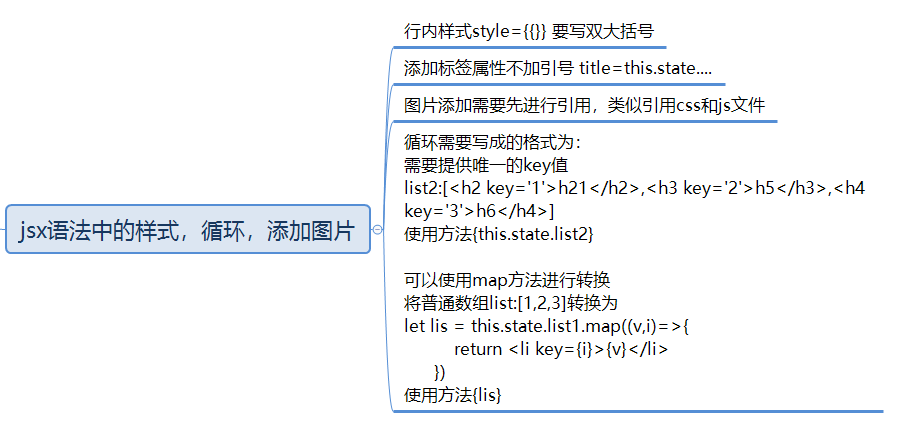 行内样式style={{}} 要写双大括号
添加标签属性不加引号 title=this.state....
图片添加需要先进行引用，类似引用css和js文件
jsx语法中的样式，循环，添加图片
循环需要写成的格式为：
需要提供唯一的key值
list2:[<h2 key='1'>h21</h2>,<h3 key='2'>h5</h3>,<h4
key='3'>h6</h4>]
使用方法{this.state.list2}
可以使用map方法进行转换
将普通数组list:[1,2,3]转换为
let lis = this.state.list1.map((v,i)=>{
return <li key={i}>{v}</li>
})
使用方法{lis}